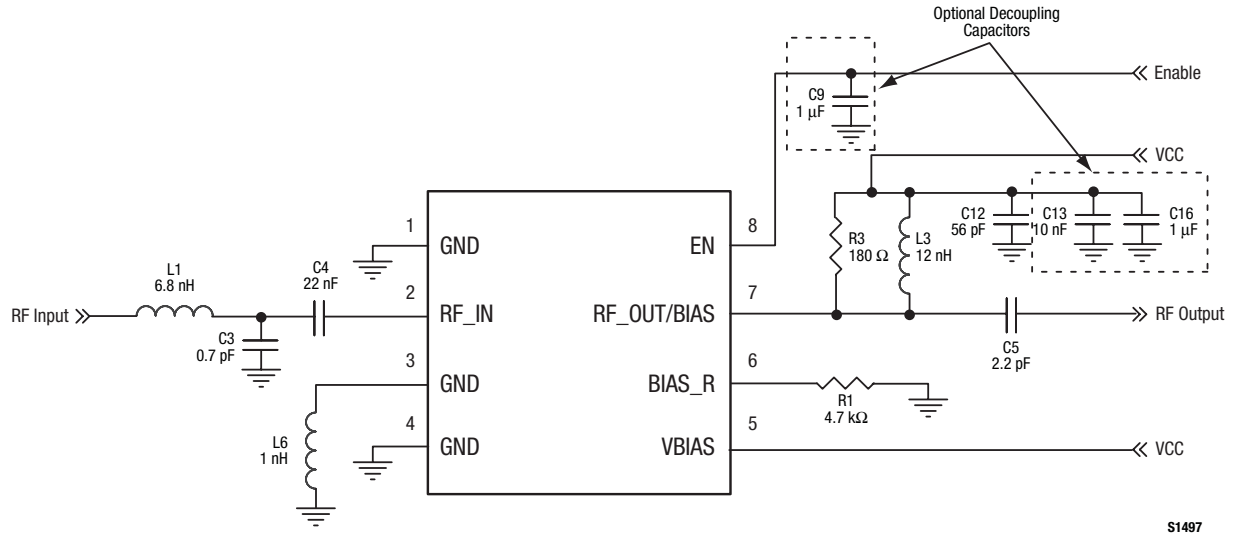 Optional Decoupling
Capacitors
Enable
C9
1 μF
VCC
1
GND
8
EN
R3
180 Ω
L3
12 nH
C12
56 pF
C13
10 nF
C16
1 μF
L1
6.8 nH
C4
22 nF
RF Input
C3
0.7 pF
2
RF_IN
7
RF_OUT/BIAS
RF Output
C5
2.2 pF
3
GND
6
BIAS_R
R1
4.7 kΩ
L6
1 nH
4
GND
5
VBIAS
VCC
S1497